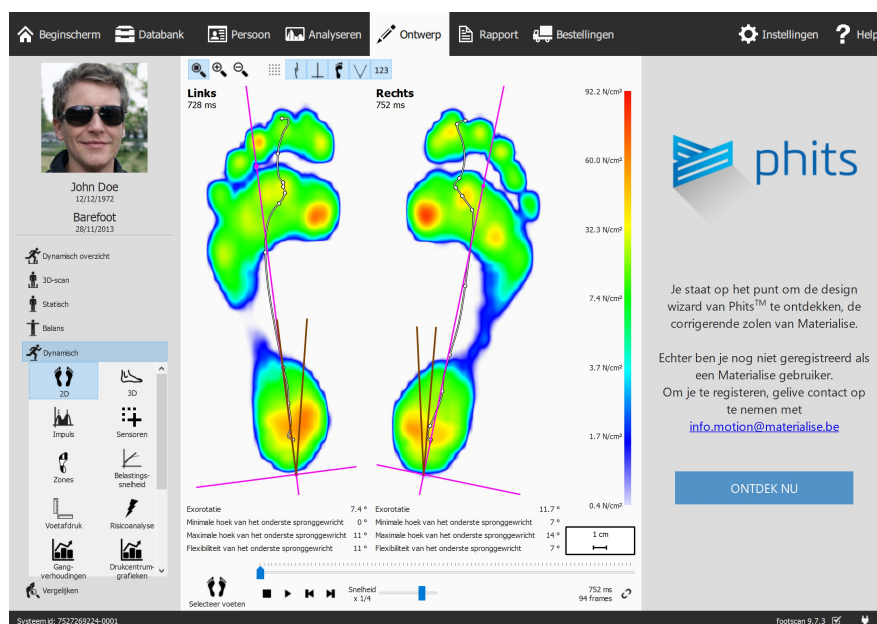 Beginscherm
Databank
Persoon
Analyseren
Ontwerp
Rapport
Bestellingen
Instellingen
Help
John Doe
12/12/1972
Barefoot
28/11/2013
Dynamisch overzicht
3D-scan
Statisch
Balans
Dynamisch
2D
3D
Impuls
Sensoren
Zones
Belastings-
snelheid
Voetafdruk
Risicoanalyse
Gang-
verhoudingen
Drukcentrum-
grafieken
Vergelijken
123
Links
728 ms
Rechts
752 ms
92.2 N/cm²
60.0 N/cm²
32.3 N/cm²
7.4 N/cm²
3.7 N/cm²
1.7 N/cm²
0.4 N/cm²
Exorotatie 7.4 °
Minimale hoek van het onderste spronggewricht 0 °
Maximale hoek van het onderste spronggewricht 11 °
Flexibiliteit van het onderste spronggewricht 11 °
Exorotatie 11.7 °
Minimale hoek van het onderste spronggewricht 7 °
Maximale hoek van het onderste spronggewricht 14 °
Flexibiliteit van het onderste spronggewricht 7 °
1 cm
Selecteer voeten
Snelheid
x 1/4
752 ms
94 frames
phits
Je staat op het punt om de design
wizard van Phits™ te ontdekken, de
corrigerende zolen van Materialise.
Echter ben je nog niet geregistreerd als
een Materialise gebruiker.
Om je te registeren, gelive contact op
te nemen met
info.motion@materialise.be
ONTDEK NU
Systeem id: 7527269224-0001
footscan 9.7.3